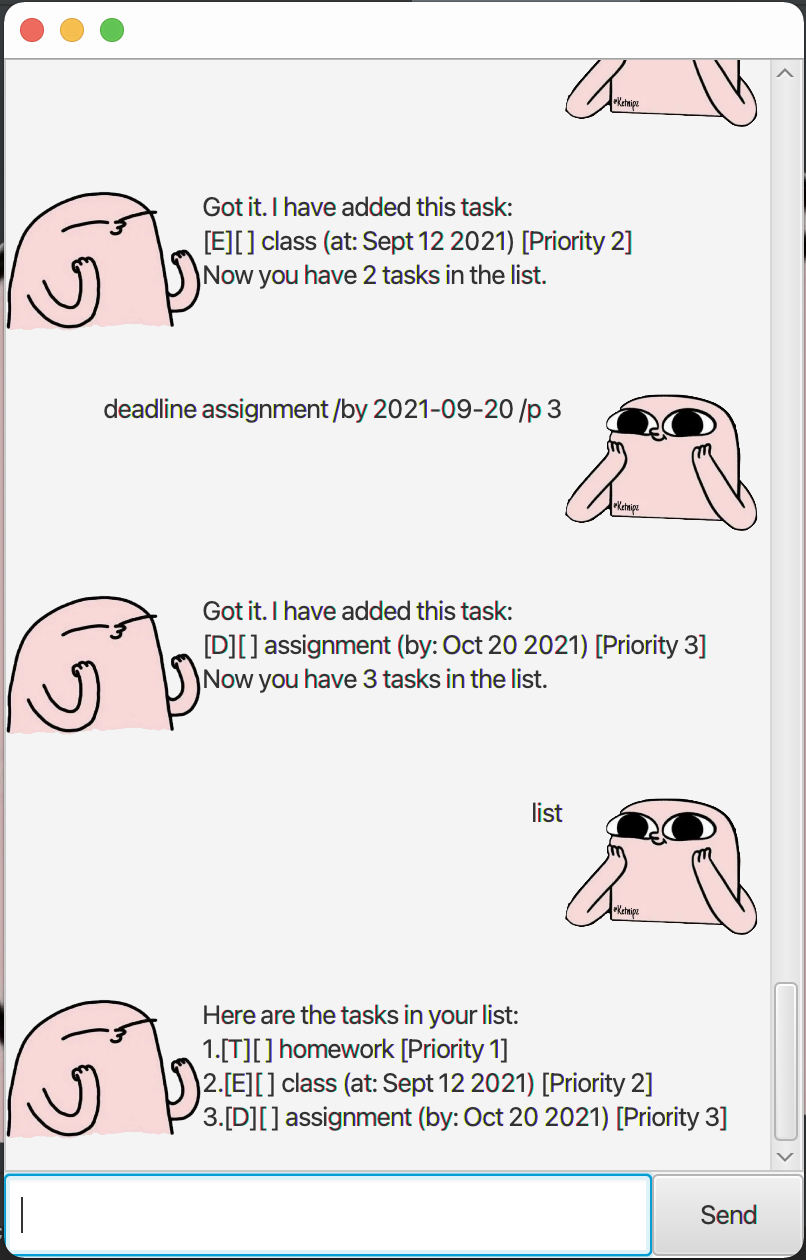 #Ketnipz
Got it. I have added this task:
[E][ ] class (at: Sept 12 2021) [Priority 2]
Now you have 2 tasks in the list.
deadline assignment /by 2021-09-20 /p 3
#Ketnipz
Got it. I have added this task:
[D][ ] assignment (by: Oct 20 2021) [Priority 3]
Now you have 3 tasks in the list.
list
#Ketnipz
Here are the tasks in your list:
1.[T][ ] homework [Priority 1]
2.[E][ ] class (at: Sept 12 2021) [Priority 2]
3.[D][ ] assignment (by: Oct 20 2021) [Priority 3]
Send